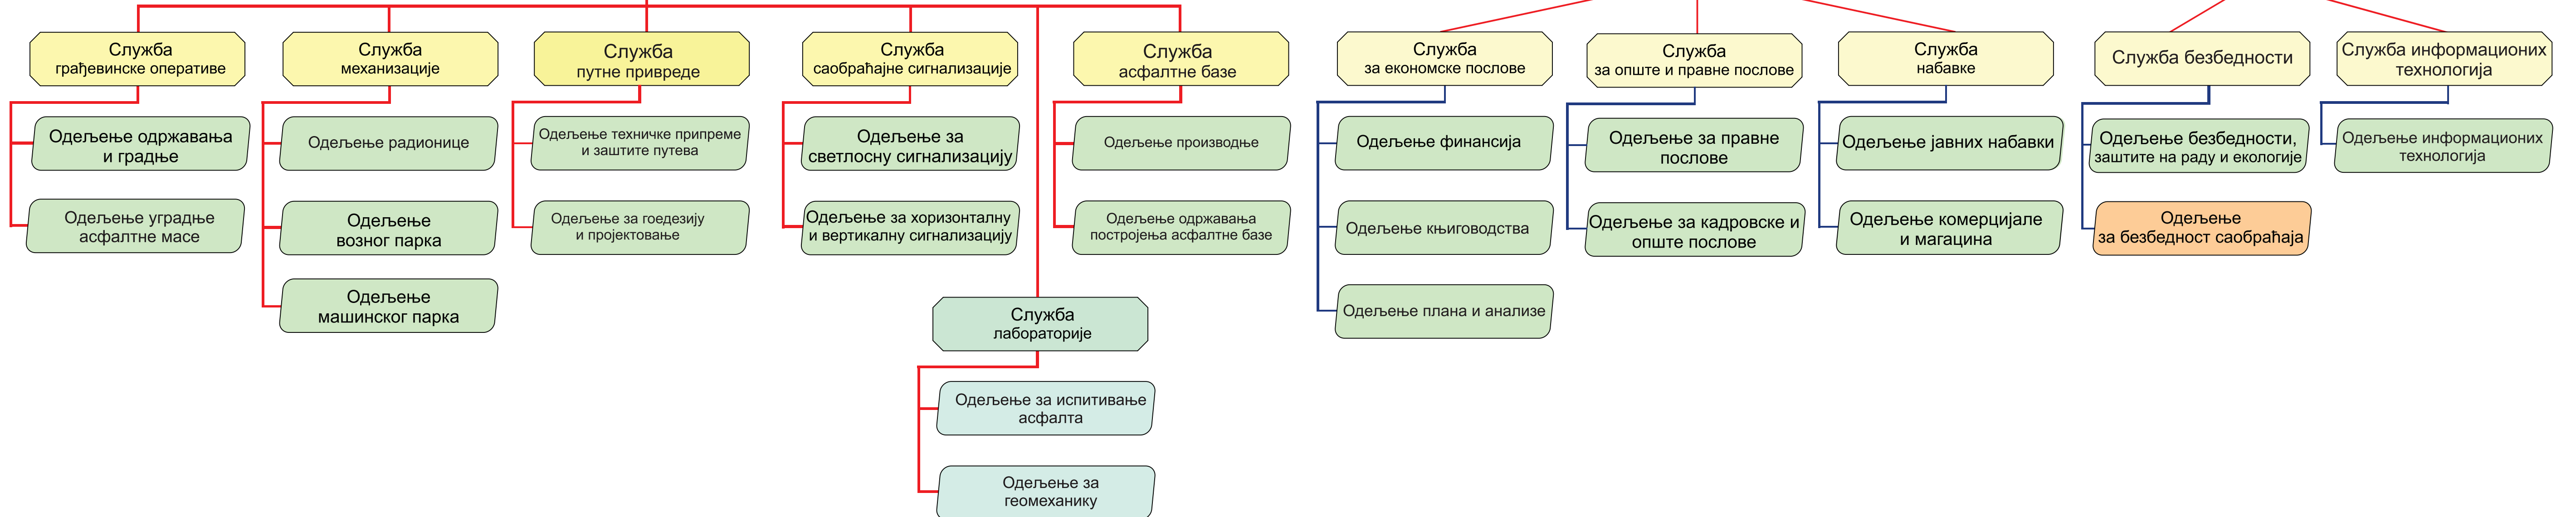 Служба
грађевинске оперативе
Одељење одржавања
и градње
Одељење уградње
асфалтне масе
Служба
механизације
Одељење радионице
Одељење
возног парка
Одељење
машинског парка
Служба
путне привреде
Одељење техничке припреме
и заштите путева
Одељење за гоедезију
и пројектовање
Служба
саобраћајне сигнализације
Одељење за
светлосну сигнализацију
Одељење за хоризонталну
и вертикалну сигнализацију
Служба
лабораторије
Одељење за испитивање
асфалта
Одељење за
геомеханику
Служба
асфалтне базе
Одељење производње
Одељење одржавања
постројења асфалтне базе
Служба
за економске послове
Одељење финансија
Одељење књиговодства
Одељење плана и анализе
Служба
за опште и правне послове
Одељење за правне
послове
Одељење за кадровске и
опште послове
Служба
набавке
Одељење јавних набавки
Одељење комерцијале
и магацина
Служба безбедности
Одељење безбедности,
заштите на раду и екологије
Одељење
за безбедност саобраћаја
Служба информационих
технологија
Одељење информационих
технологија